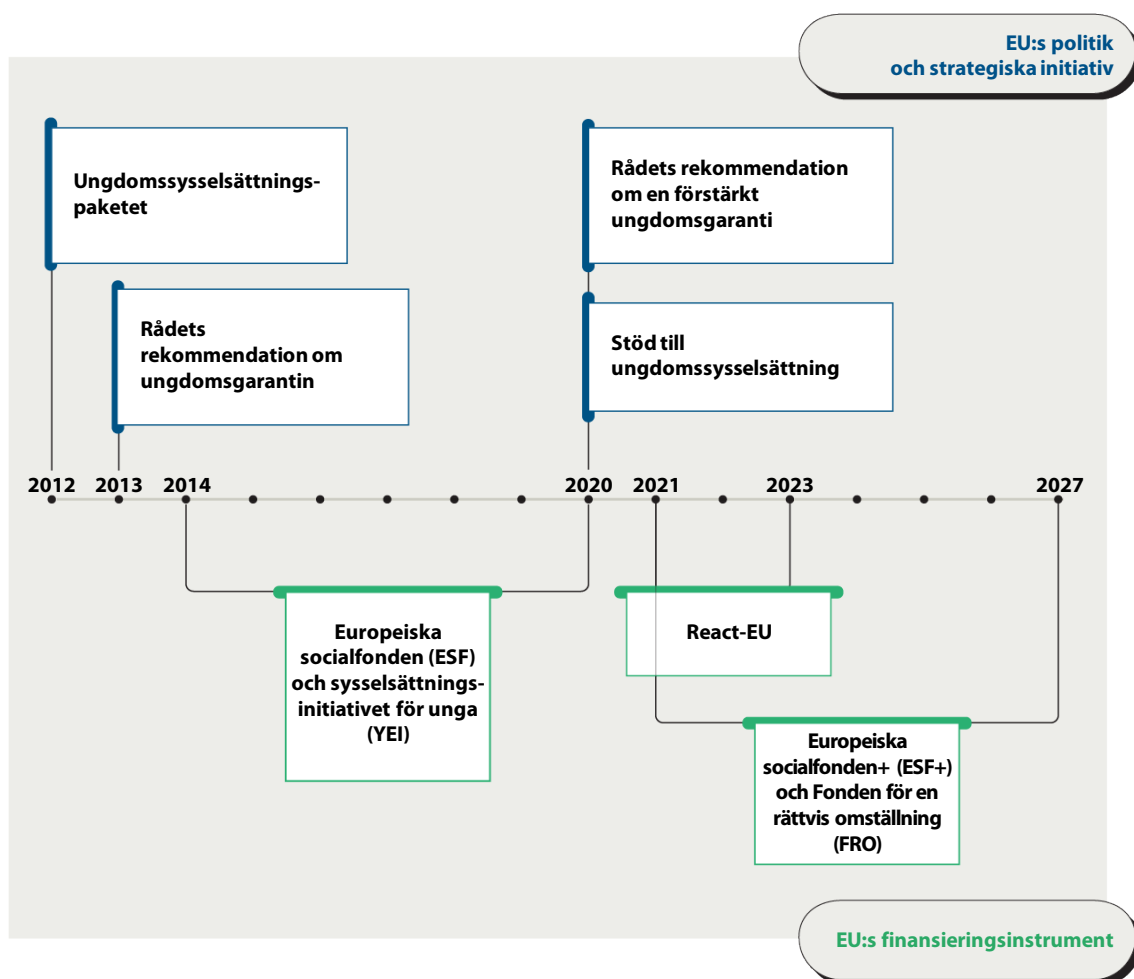 EU:s politik
och strategiska initiativ
Ungdomssysselsättnings-
paketet
Rådets rekommendation
om en förstärkt
ungdomsgaranti
Rådets
rekommendation om
ungdomsgarantin
Stöd till
ungdomssysselsättning
2012 2013 2014 2020 2021 2023 2027
Europeiska
socialfonden (ESF)
och sysselsättnings-
initiativet för unga
(YEI)
React-EU
Europeiska
socialfonden+ (ESF+)
och Fonden för en
rättvis omställning
(FRO)
EU:s finansieringsinstrument